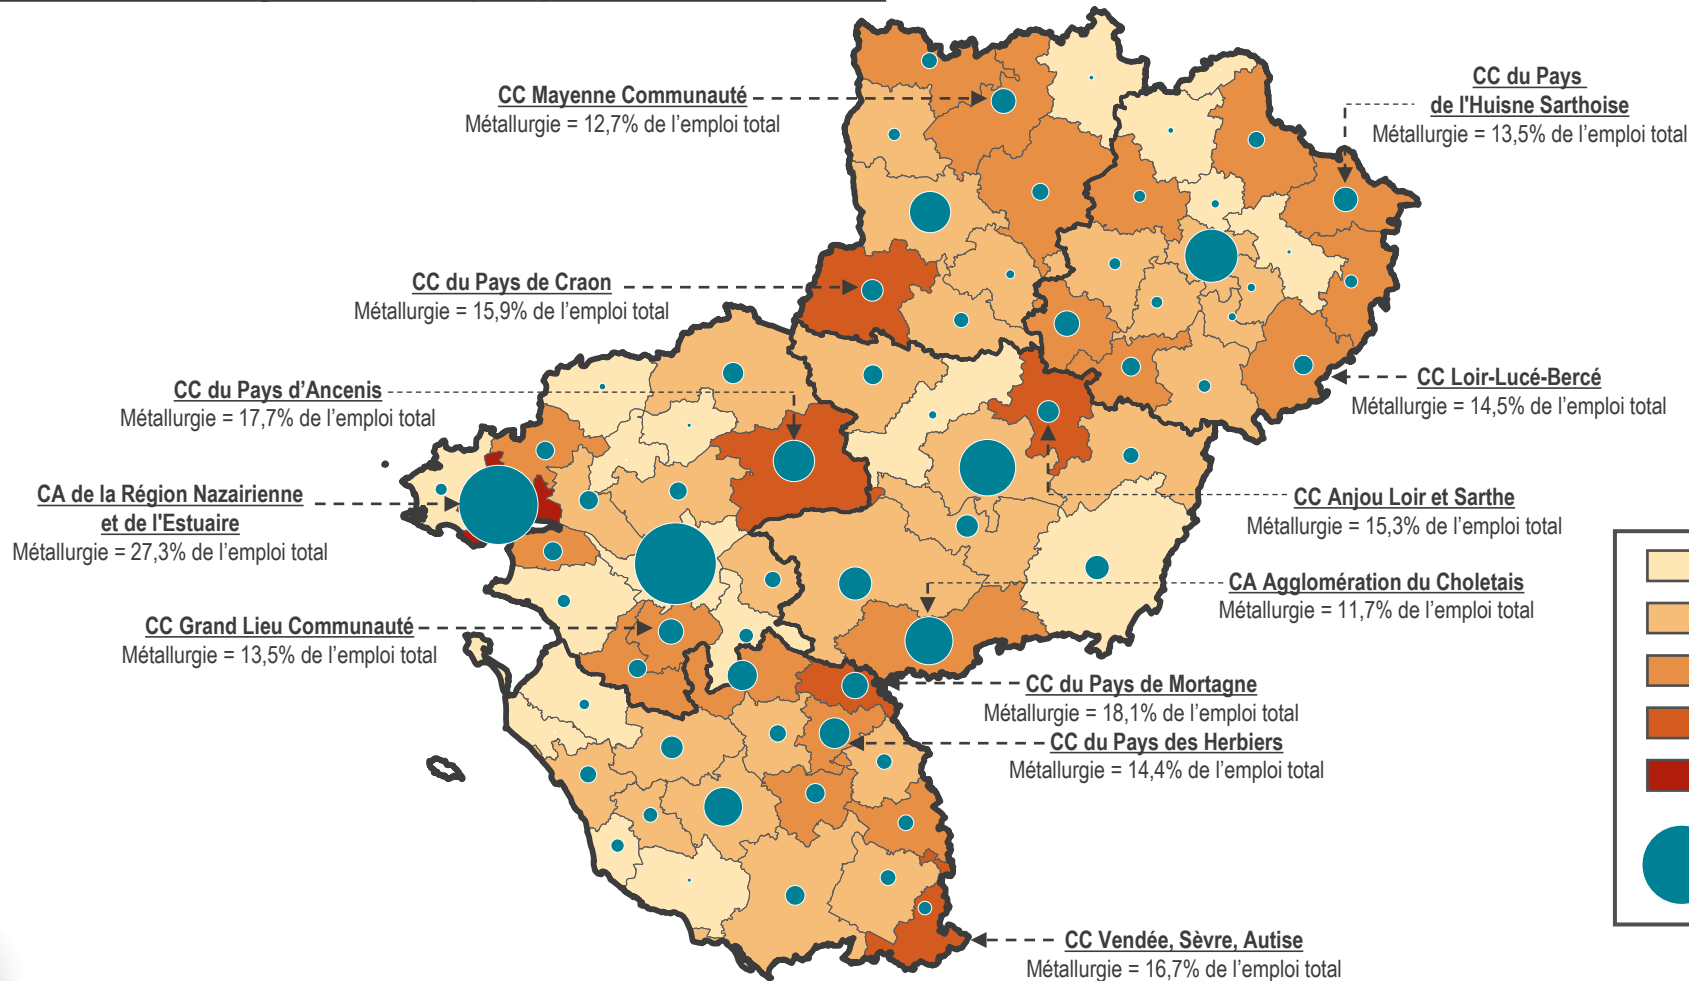 CC Mayenne Communauté
Métallurgie = 12,7% de l’emploi total
CC du Pays
de l'Huisne Sarthoise
Métallurgie = 13,5% de l’emploi total
CC du Pays de Craon
Métallurgie = 15,9% de l’emploi total
CC du Pays d’Ancenis
Métallurgie = 17,7% de l’emploi total
CC Loir-Lucé-Bercé
Métallurgie = 14,5% de l’emploi total
CA de la Région Nazairienne
et de l'Estuaire
Métallurgie = 27,3% de l’emploi total
CC Anjou Loir et Sarthe
Métallurgie = 15,3% de l’emploi total
CA Agglomération du Choletais
Métallurgie = 11,7% de l’emploi total
CC Grand Lieu Communauté
Métallurgie = 13,5% de l’emploi total
CC du Pays de Mortagne
Métallurgie = 18,1% de l’emploi total
CC du Pays des Herbiers
Métallurgie = 14,4% de l’emploi total
CC Vendée, Sèvre, Autise
Métallurgie = 16,7% de l’emploi total